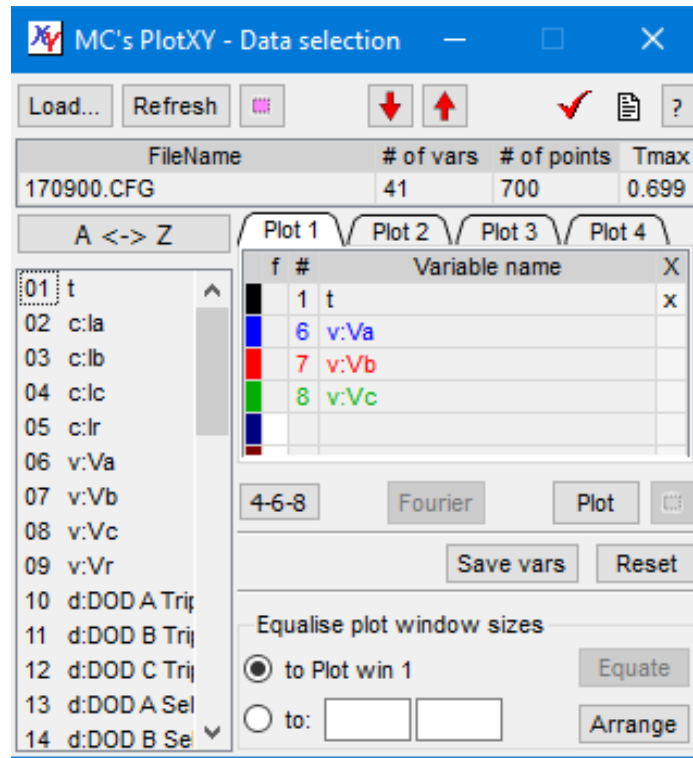 MC's PlotXY - Data selection
Load... Refresh ?
FileName # of vars # of points Tmax
170900.CFG 41 700 0.699
A <-> Z
Plot 1 Plot 2 Plot 3 Plot 4
f # Variable name X
1 t x
6 v:Va
7 v:Vb
8 v:Vc
01 t
02 c:Ia
03 c:Ib
04 c:Ic
05 c:Ir
06 v:Va
07 v:Vb
08 v:Vc
09 v:Vr
10 d:DOD A Trip
11 d:DOD B Trip
12 d:DOD C Trip
13 d:DOD A Sel
14 d:DOD B Sel
4-6-8 Fourier Plot
Save vars Reset
Equalise plot window sizes
to Plot win 1 Equate
to: Arrange